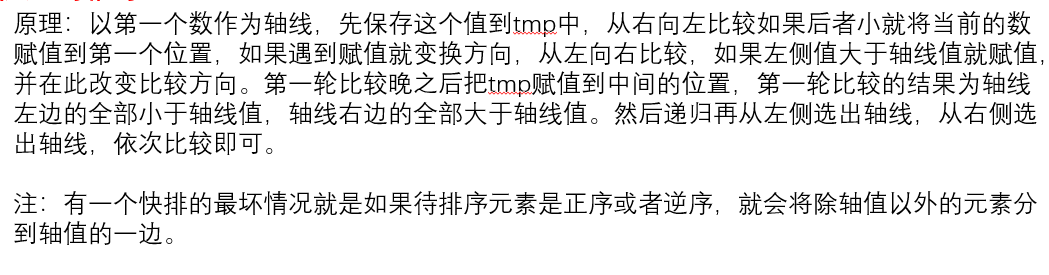 原理：以第一个数作为轴线，先保存这个值到tmp中，从右向左比较如果后者小就将当前的数
赋值到第一个位置，如果遇到赋值就变换方向，从左向右比较，如果左侧值大于轴线值就赋值，
并在此改变比较方向。第一轮比较晚之后把tmp赋值到中间的位置，第一轮比较的结果为轴线
左边的全部小于轴线值，轴线右边的全部大于轴线值。然后递归再从左侧选出轴线，从右侧选
出轴线，依次比较即可。
注：有一个快排的最坏情况就是如果待排序元素是正序或者逆序，就会将除轴值以外的元素分
到轴值的一边。